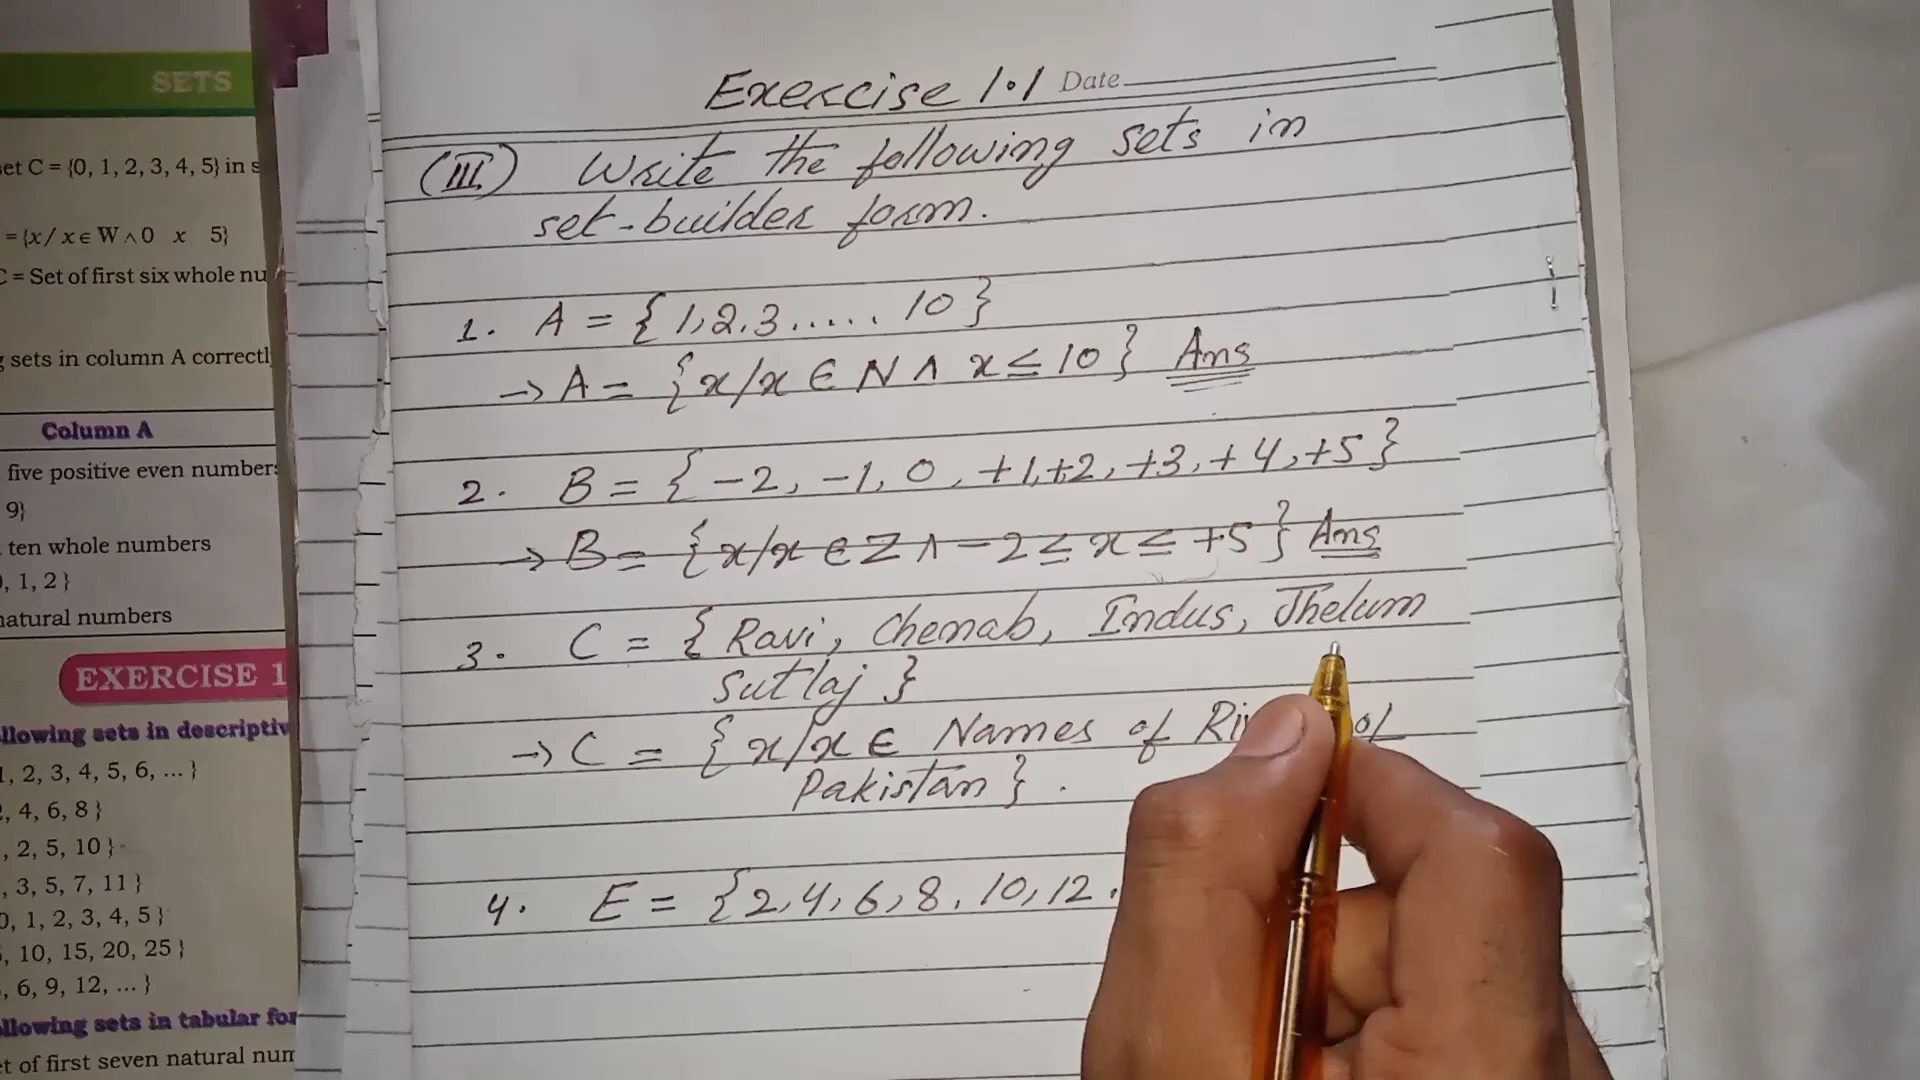 SETS
et C = {0, 1, 2, 3, 4, 5} in s
= {x/ x∈ W ∧ 0 x 5}
C = Set of first six whole nu
sets in column A correctl
Column A
five positive even number
9}
ten whole numbers
, 1, 2 }
natural numbers
EXERCISE 1
llowing sets in descriptiv
1, 2, 3, 4, 5, 6, ... }
, 4, 6, 8 }
, 2, 5, 10 }
, 3, 5, 7, 11 }
0, 1, 2, 3, 4, 5 }
, 10, 15, 20, 25 }
, 6, 9, 12, ... }
llowing sets in tabular for
et of first seven natural num
Exercise 1.1 Date
(III) Write the following sets in
set-builder form.
1. A = { 1, 2, 3 ..... 10 }
→ A = { x/x ∈ N ∧ x ≤ 10 } Ans
2. B = { -2, -1, 0, +1, +2, +3, +4, +5 }
→ B = { x/x ∈ Z ∧ -2 ≤ x ≤ +5 } Ans
3. C = { Ravi, Chenab, Indus, Jhelum
Sutlaj }
→ C = { x/x ∈ Names of Ri of
Pakistan } .
4. E = { 2, 4, 6, 8, 10, 12 .